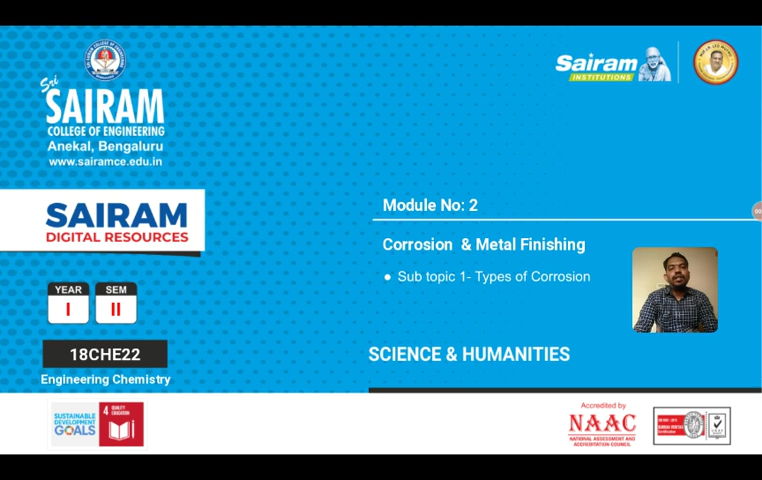 Sri
SAIRAM
COLLEGE OF ENGINEERING
Anekal, Bengaluru
www.sairamce.edu.in
Sairam
INSTITUTIONS
SAIRAM
DIGITAL RESOURCES
YEAR
I
SEM
II
18CHE22
Engineering Chemistry
Module No: 2
Corrosion & Metal Finishing
● Sub topic 1- Types of Corrosion
SCIENCE & HUMANITIES
SUSTAINABLE
DEVELOPMENT
GOALS
4 QUALITY
EDUCATION
Accredited by
NAAC
NATIONAL ASSESSMENT AND
ACCREDITATION COUNCIL